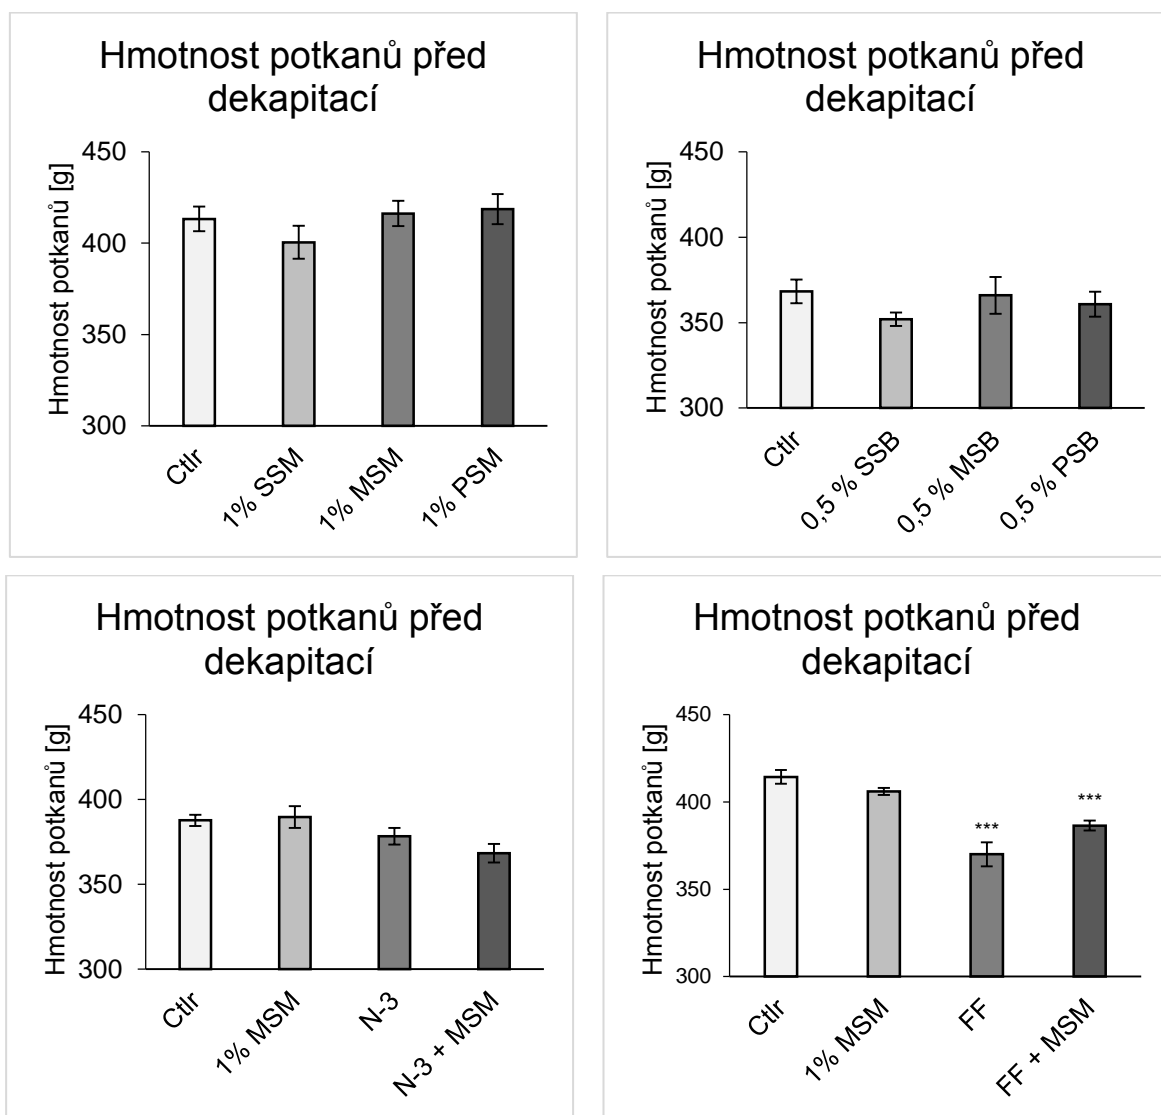 Hmotnost potkanů před
dekapitací
Hmotnost potkanů [g]
450
400
350
300
Ctlr
1% SSM
1% MSM
1% PSM
Hmotnost potkanů před
dekapitací
Hmotnost potkanů [g]
450
400
350
300
Ctlr
0,5 % SSB
0,5 % MSB
0,5 % PSB
Hmotnost potkanů před
dekapitací
Hmotnost potkanů [g]
450
400
350
300
Ctlr
1% MSM
N-3
N-3 + MSM
Hmotnost potkanů před
dekapitací
Hmotnost potkanů [g]
450
400
350
300
***
***
Ctlr
1% MSM
FF
FF + MSM